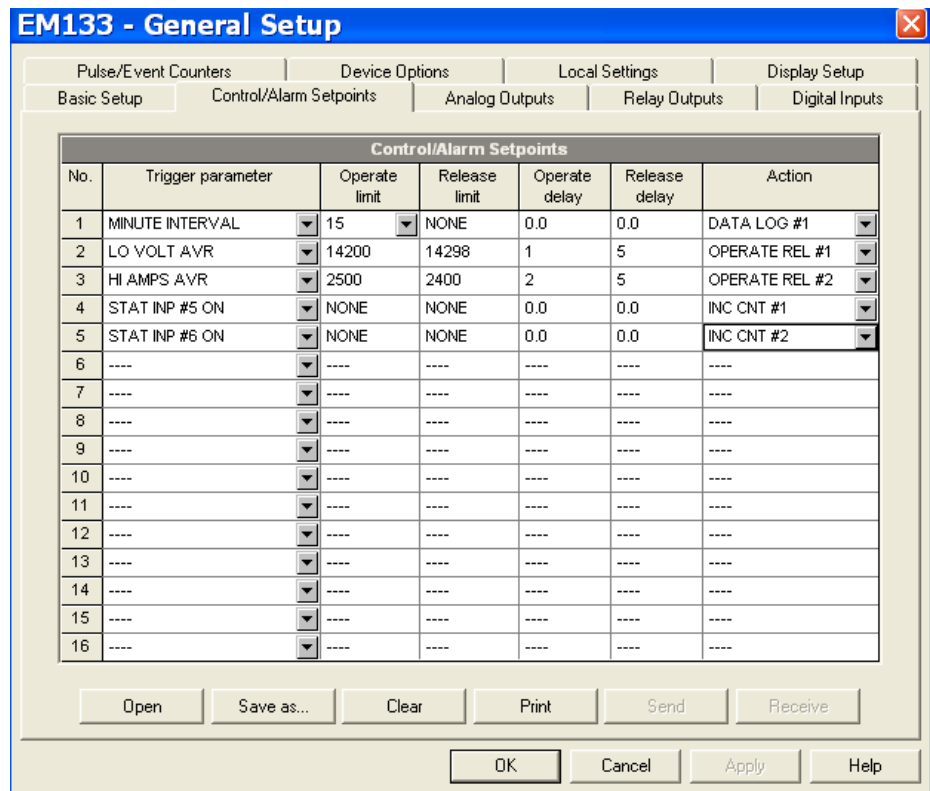 EM133 - General Setup
Pulse/Event Counters Device Options Local Settings Display Setup
Basic Setup Control/Alarm Setpoints Analog Outputs Relay Outputs Digital Inputs
Control/Alarm Setpoints
No. Trigger parameter Operate limit Release limit Operate delay Release delay Action
1 MINUTE INTERVAL 15 NONE 0.0 0.0 DATA LOG #1
2 LO VOLT AVR 14200 14298 1 5 OPERATE REL #1
3 HI AMPS AVR 2500 2400 2 5 OPERATE REL #2
4 STAT INP #5 ON NONE NONE 0.0 0.0 INC CNT #1
5 STAT INP #6 ON NONE NONE 0.0 0.0 INC CNT #2
6 ---- ---- ---- ---- ---- ----
7 ---- ---- ---- ---- ---- ----
8 ---- ---- ---- ---- ---- ----
9 ---- ---- ---- ---- ---- ----
10 ---- ---- ---- ---- ---- ----
11 ---- ---- ---- ---- ---- ----
12 ---- ---- ---- ---- ---- ----
13 ---- ---- ---- ---- ---- ----
14 ---- ---- ---- ---- ---- ----
15 ---- ---- ---- ---- ---- ----
16 ---- ---- ---- ---- ---- ----
Open Save as... Clear Print Send Receive
OK Cancel Apply Help